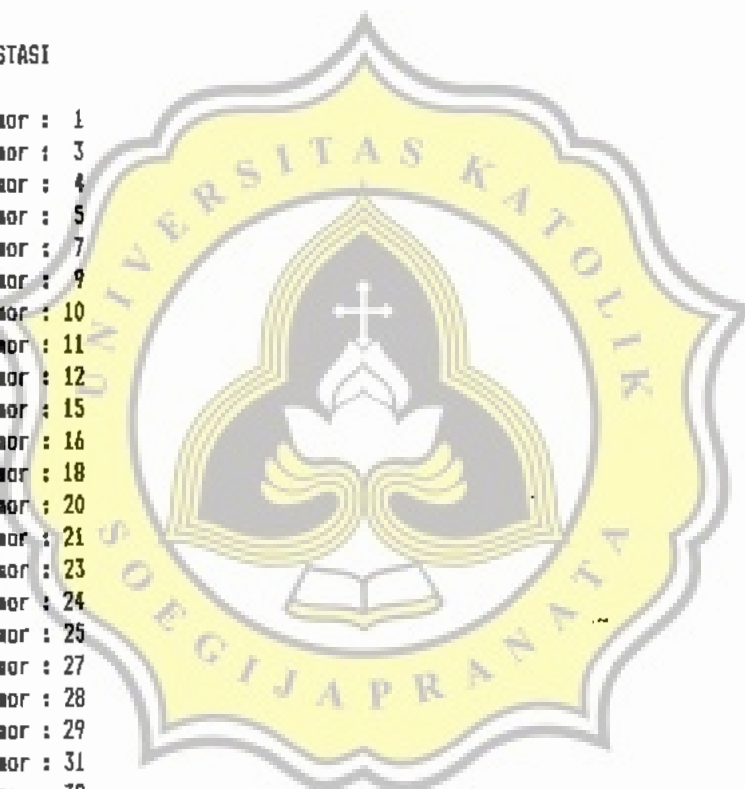 STASI
mor : 1
mor : 3
mor : 4
mor : 5
mor : 7
mor : 9
mor : 10
mor : 11
mor : 12
mor : 15
mor : 16
mor : 18
mor : 20
mor : 21
mor : 23
mor : 24
mor : 25
mor : 27
mor : 28
mor : 29
mor : 31
UNIVERSITAS KATOLIK
SOEGIJAPRANATA